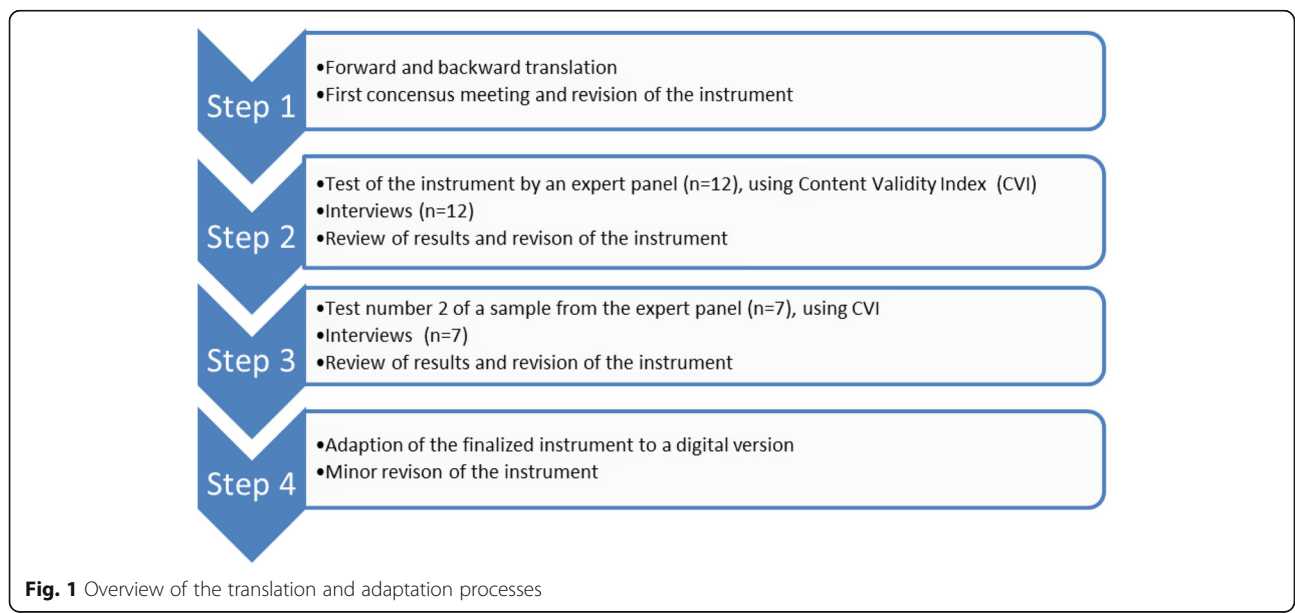 Step 1
•Forward and backward translation
•First concensus meeting and revision of the instrument
Step 2
•Test of the instrument by an expert panel (n=12), using Content Validity Index (CVI)
•Interviews (n=12)
•Review of results and revison of the instrument
Step 3
•Test number 2 of a sample from the expert panel (n=7), using CVI
•Interviews (n=7)
•Review of results and revision of the instrument
Step 4
•Adaption of the finalized instrument to a digital version
•Minor revison of the instrument
Fig. 1 Overview of the translation and adaptation processes